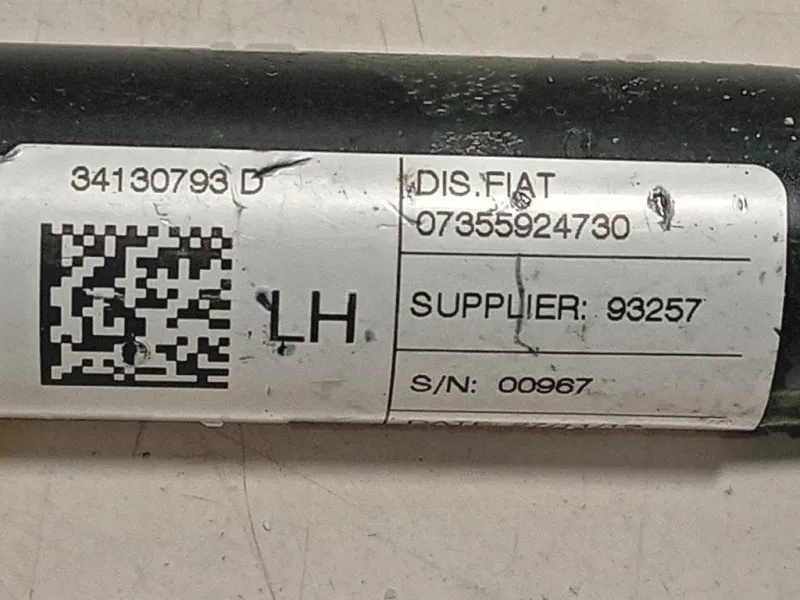 34130793 D
LH
DIS.FIAT
07355924730
SUPPLIER: 93257
S/N: 00967